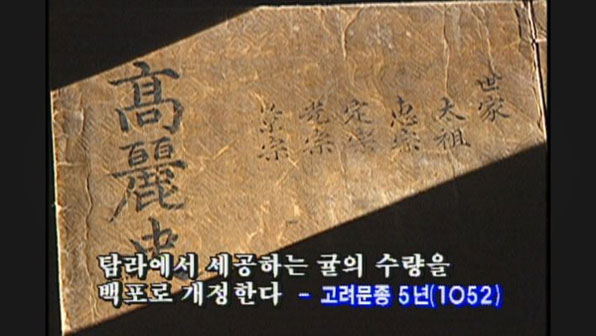 高麗史
世家
太祖
惠宗
定宗
光宗
景宗
탐라에서 세공하는 귤의 수량을
백포로 개정한다 - 고려문종 5년(1052)